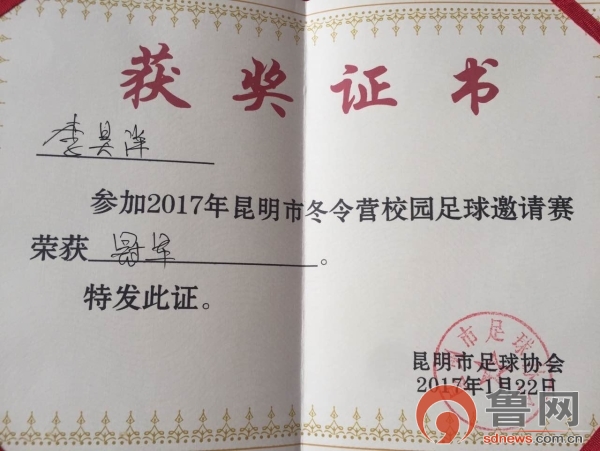 获奖证书
李昊洋
参加2017年昆明市冬令营校园足球邀请赛
荣获 冠军 。
特发此证。
昆明市足球协会
2017年1月22日
鲁网
sdnews.com.cn